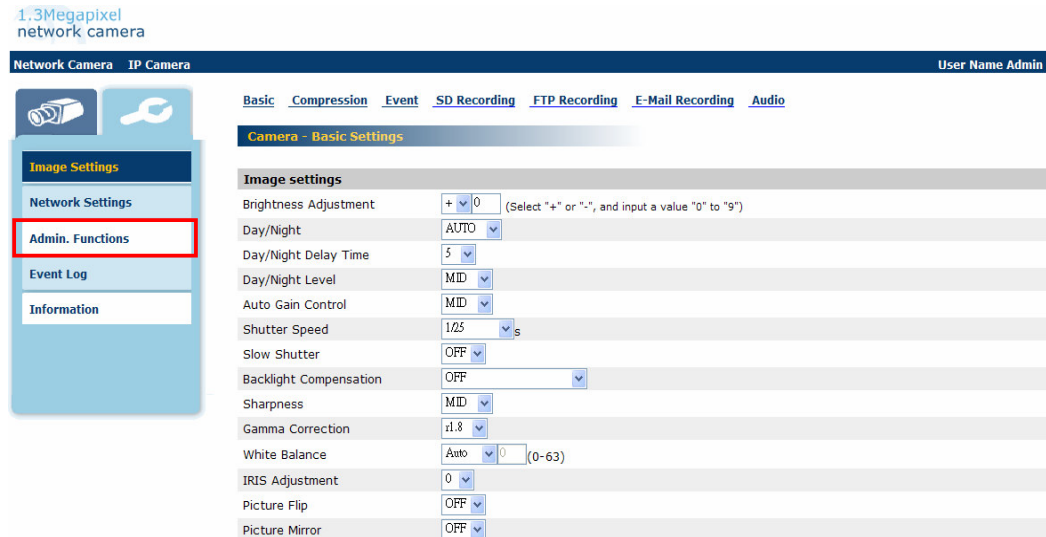 1.3Megapixel
network camera
Network Camera IP Camera User Name Admin
Basic Compression Event SD Recording FTP Recording E-Mail Recording Audio
Camera - Basic Settings
Image Settings
Network Settings
Admin. Functions
Event Log
Information
Image settings
Brightness Adjustment + 0 (Select "+" or "-", and input a value "0" to "9")
Day/Night AUTO
Day/Night Delay Time 5
Day/Night Level MID
Auto Gain Control MID
Shutter Speed 1/25 s
Slow Shutter OFF
Backlight Compensation OFF
Sharpness MID
Gamma Correction r1.8
White Balance Auto 0 (0-63)
IRIS Adjustment 0
Picture Flip OFF
Picture Mirror OFF